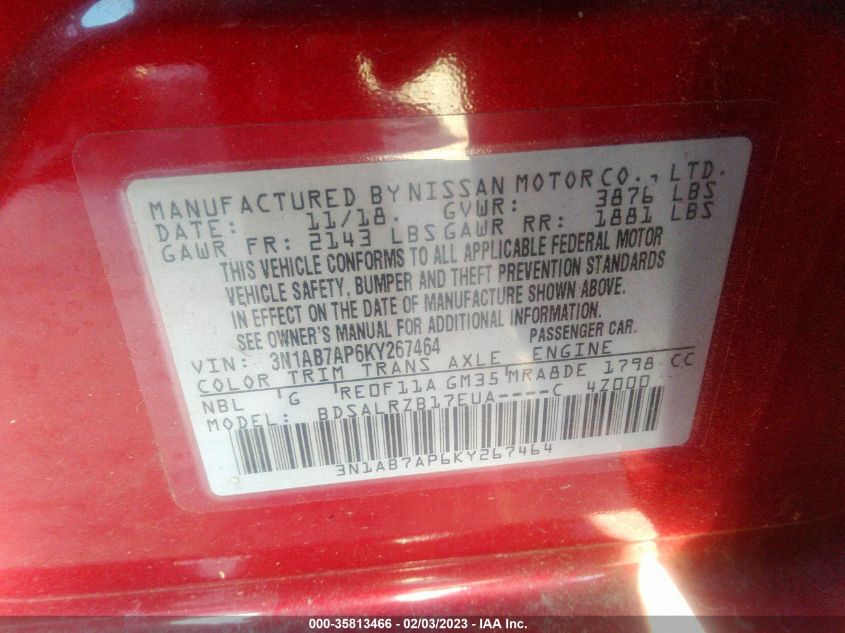 MANUFACTURED BY NISSAN MOTOR CO., LTD.
DATE: 11/18. GVWR: 3876 LBS
GAWR FR: 2143 LBS GAWR RR: 1881 LBS
THIS VEHICLE CONFORMS TO ALL APPLICABLE FEDERAL MOTOR
VEHICLE SAFETY, BUMPER AND THEFT PREVENTION STANDARDS
IN EFFECT ON THE DATE OF MANUFACTURE SHOWN ABOVE.
SEE OWNER'S MANUAL FOR ADDITIONAL INFORMATION.
VIN: 3N1AB7AP6KY267464 PASSENGER CAR.
COLOR TRIM TRANS AXLE ENGINE
NBL G RE0F11A GM35 MRA8DE 1798 CC
MODEL: BDSALRZB17EUA----C 4Z000
3N1AB7AP6KY267464
000-35813466 - 02/03/2023 - IAA Inc.